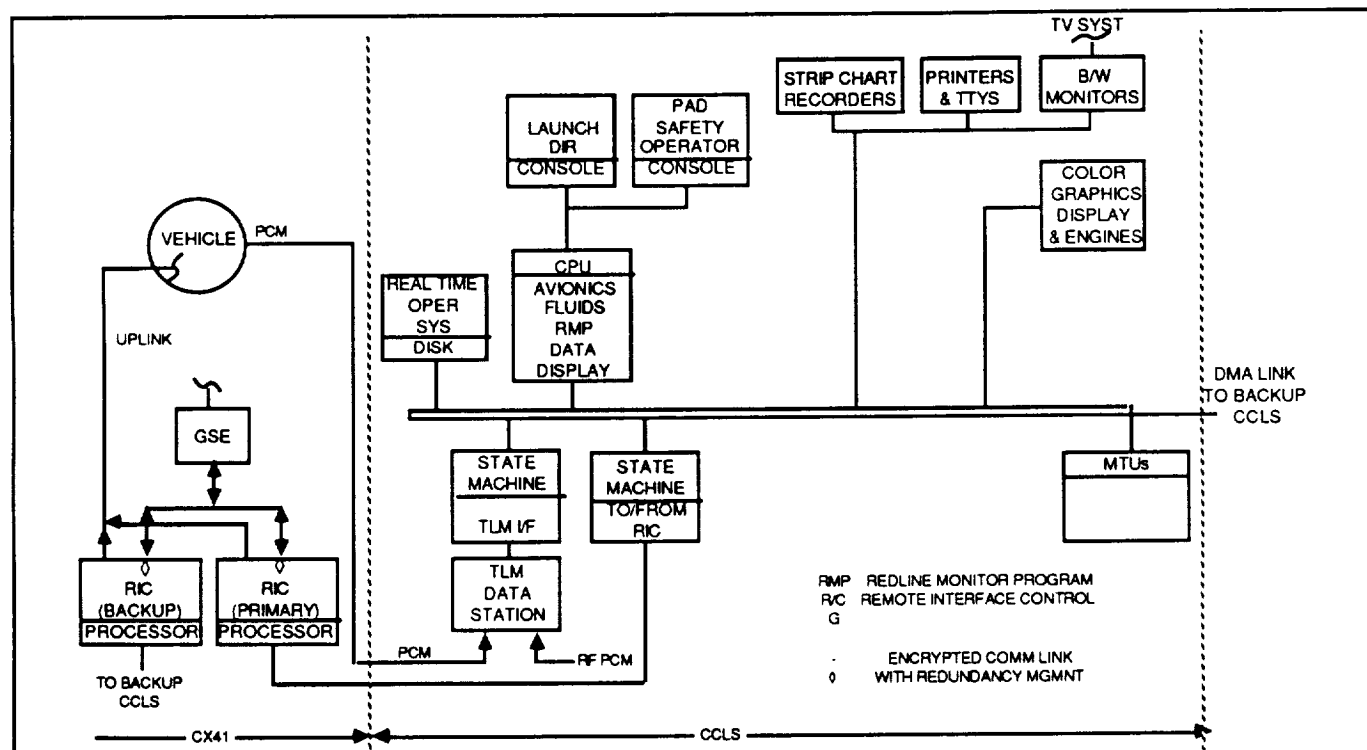 TV SYST
STRIP CHART
RECORDERS
PRINTERS
& TTYS
B/W
MONITORS
LAUNCH
DIR
CONSOLE
PAD
SAFETY
OPERATOR
CONSOLE
COLOR
GRAPHICS
DISPLAY
& ENGINES
VEHICLE
PCM
UPLINK
REAL TIME
OPER
SYS
DISK
CPU
AVIONICS
FLUIDS
RMP
DATA
DISPLAY
DMA LINK
TO BACKUP
CCLS
GSE
STATE
MACHINE
TLM I/F
STATE
MACHINE
TO/FROM
RIC
MTUs
RIC
(BACKUP)
PROCESSOR
RIC
(PRIMARY)
PROCESSOR
TLM
DATA
STATION
PCM
RF PCM
TO BACKUP
CCLS
RMP REDLINE MONITOR PROGRAM
R/C REMOTE INTERFACE CONTROL
G
- ENCRYPTED COMM LINK
◊ WITH REDUNDANCY MGMNT
CX41
CCLS